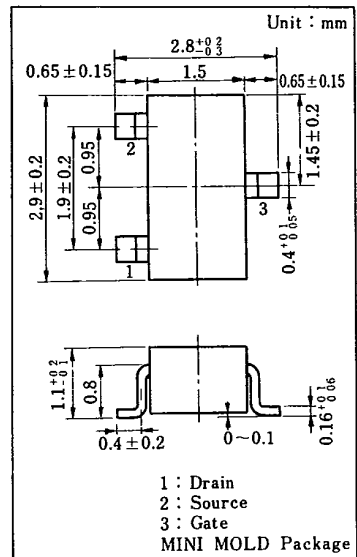 Unit : mm
2.8 +0.2 -0.3
0.65±0.15
1.5
0.65±0.15
2
1
3
2.9±0.2
1.9±0.2
0.95
0.95
1.45±0.2
0.4 +0.1 -0.05
1.1 +0.2 -0.1
0.8
0.4±0.2
0~0.1
0.16 +0.1 -0.06
1 : Drain
2 : Source
3 : Gate
MINI MOLD Package